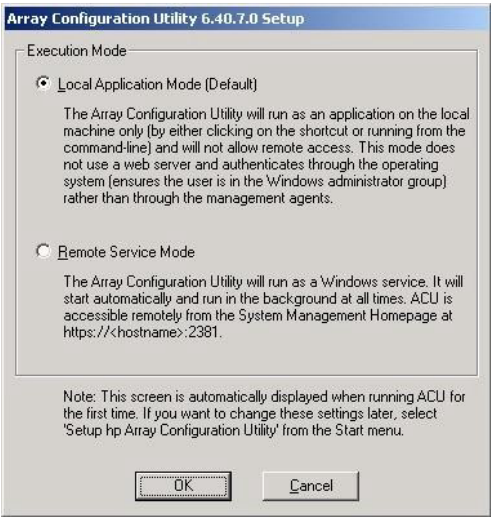 Array Configuration Utility 6.40.7.0 Setup
Execution Mode
Local Application Mode (Default)
The Array Configuration Utility will run as an application on the local
machine only (by either clicking on the shortcut or running from the
command-line) and will not allow remote access. This mode does
not use a web server and authenticates through the operating
system (ensures the user is in the Windows administrator group)
rather than through the management agents.
Remote Service Mode
The Array Configuration Utility will run as a Windows service. It will
start automatically and run in the background at all times. ACU is
accessible remotely from the System Management Homepage at
https://<hostname>:2381.
Note: This screen is automatically displayed when running ACU for
the first time. If you want to change these settings later, select
'Setup hp Array Configuration Utility' from the Start menu.
OK
Cancel